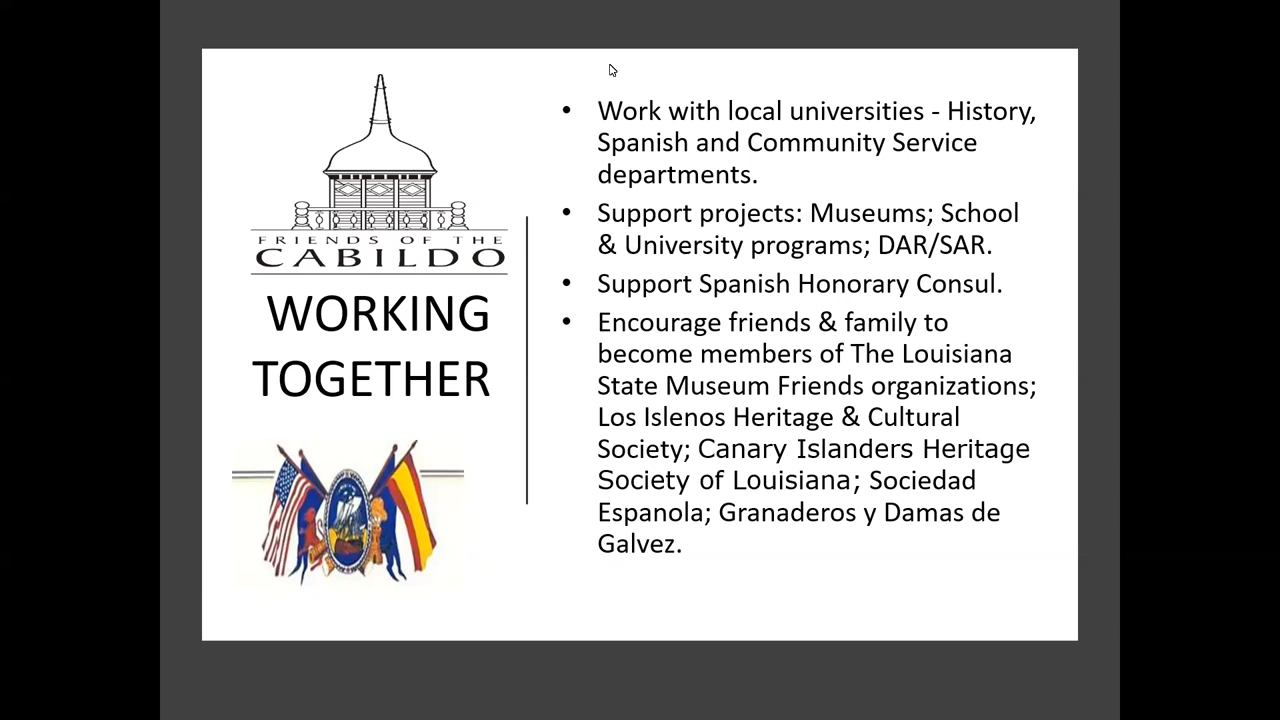 FRIENDS OF THE
CABILDO
WORKING
TOGETHER
• Work with local universities - History,
Spanish and Community Service
departments.
• Support projects: Museums; School
& University programs; DAR/SAR.
• Support Spanish Honorary Consul.
• Encourage friends & family to
become members of The Louisiana
State Museum Friends organizations;
Los Islenos Heritage & Cultural
Society; Canary Islanders Heritage
Society of Louisiana; Sociedad
Espanola; Granaderos y Damas de
Galvez.